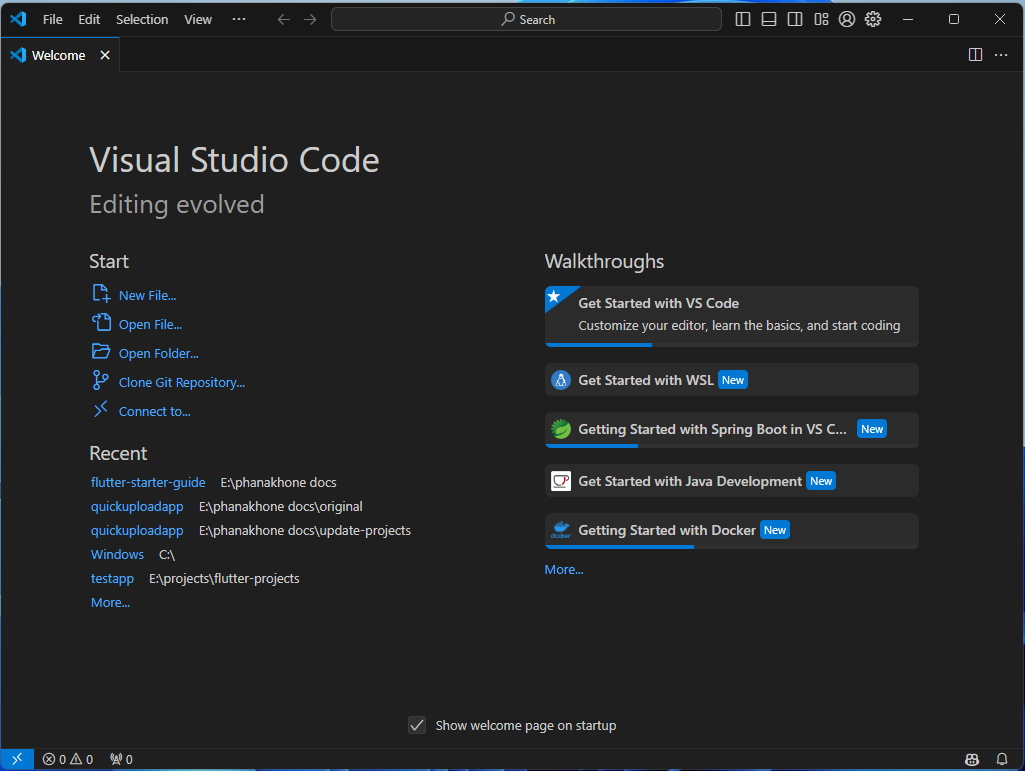 File Edit Selection View ··· Search
Welcome
Visual Studio Code
Editing evolved
Start
New File...
Open File...
Open Folder...
Clone Git Repository...
Connect to...
Recent
flutter-starter-guide E:\phanakhone docs
quickuploadapp E:\phanakhone docs\original
quickuploadapp E:\phanakhone docs\update-projects
Windows C:\
testapp E:\projects\flutter-projects
More...
Walkthroughs
Get Started with VS Code
Customize your editor, learn the basics, and start coding
Get Started with WSL New
Getting Started with Spring Boot in VS C... New
Get Started with Java Development New
Getting Started with Docker New
More...
Show welcome page on startup
0 0 0